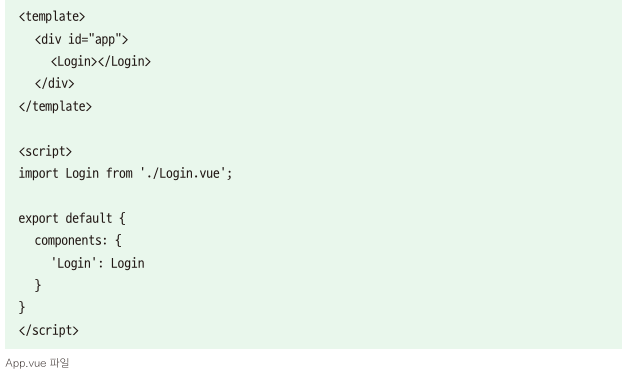 <template>
  <div id="app">
    <Login></Login>
  </div>
</template>

<script>
import Login from './Login.vue';

export default {
  components: {
    'Login': Login
  }
}
</script>
App.vue 파일